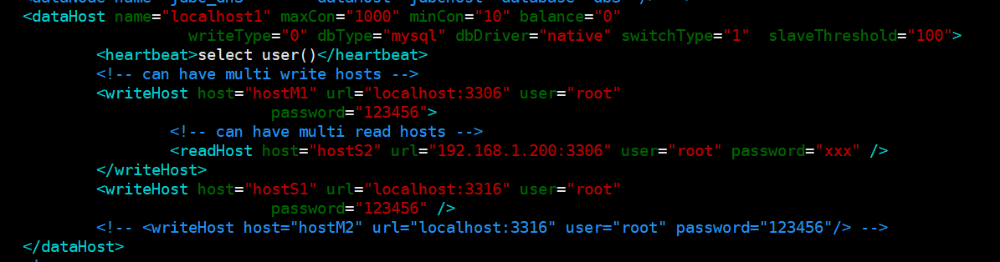 <dataHost name="localhost1" maxCon="1000" minCon="10" balance="0"
writeType="0" dbType="mysql" dbDriver="native" switchType="1"  slaveThreshold="100">
<heartbeat>select user()</heartbeat>
<!-- can have multi write hosts -->
<writeHost host="hostM1" url="localhost:3306" user="root"
password="123456">
<!-- can have multi read hosts -->
<readHost host="hostS2" url="192.168.1.200:3306" user="root" password="xxx" />
</writeHost>
<writeHost host="hostS1" url="localhost:3316" user="root"
password="123456" />
<!-- <writeHost host="hostM2" url="localhost:3316" user="root" password="123456"/> -->
</dataHost>